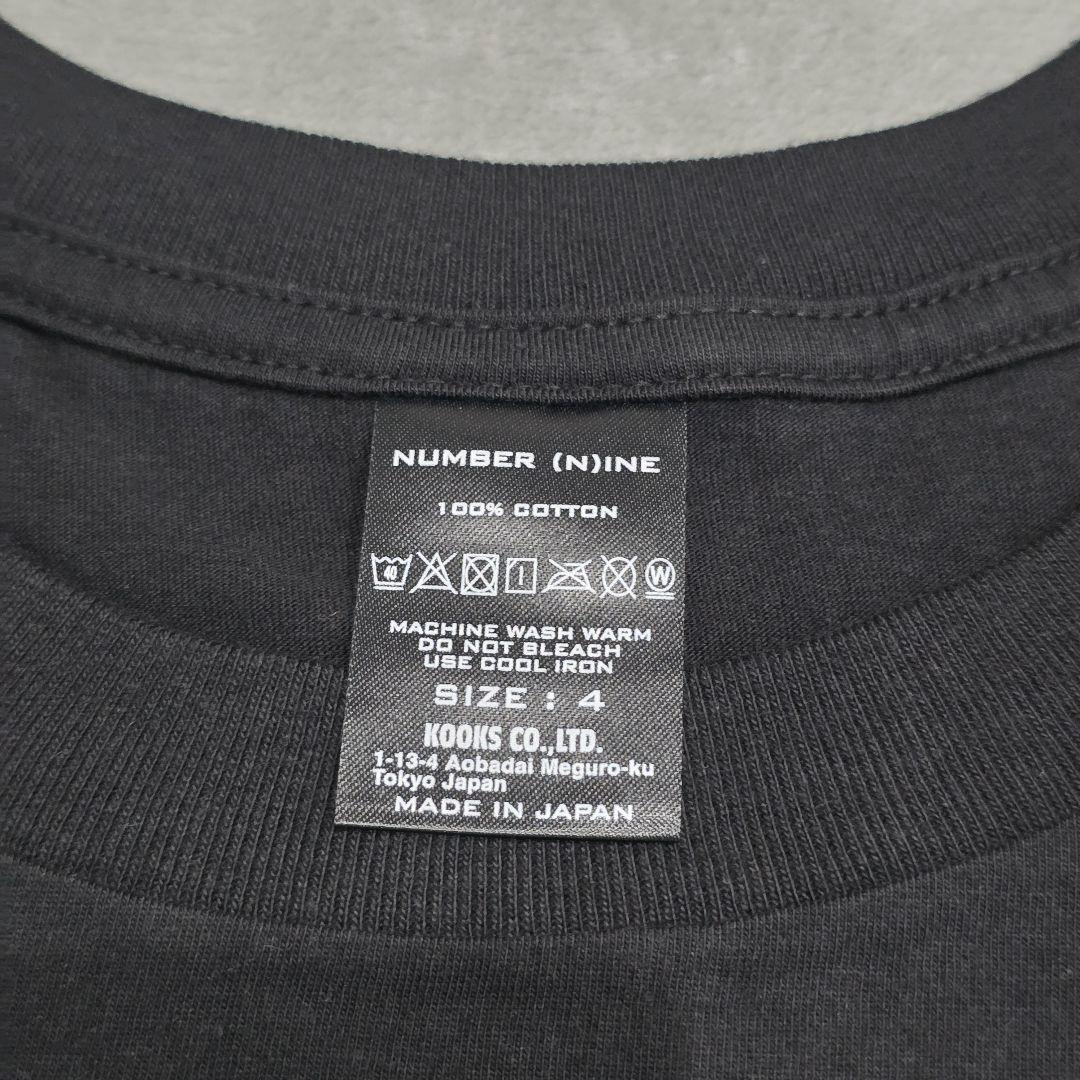 NUMBER (N)INE
100% COTTON
40
W
MACHINE WASH WARM
DO NOT BLEACH
USE COOL IRON
SIZE : 4
KOOKS CO.,LTD.
1-13-4 Aobadai Meguro-ku
Tokyo Japan
MADE IN JAPAN